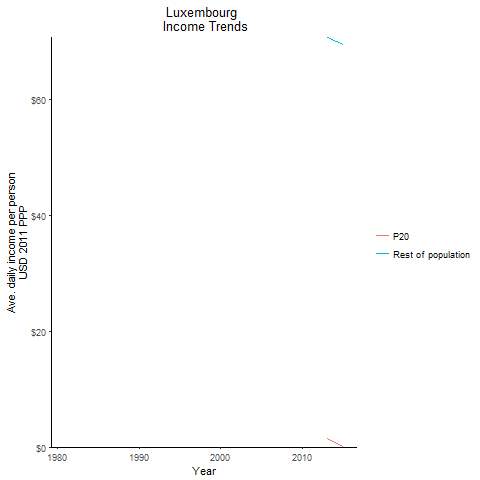 Luxembourg
Income Trends
Ave. daily income per person
USD 2011 PPP
$60
$40
$20
$0
1980
1990
2000
2010
Year
P20
Rest of population